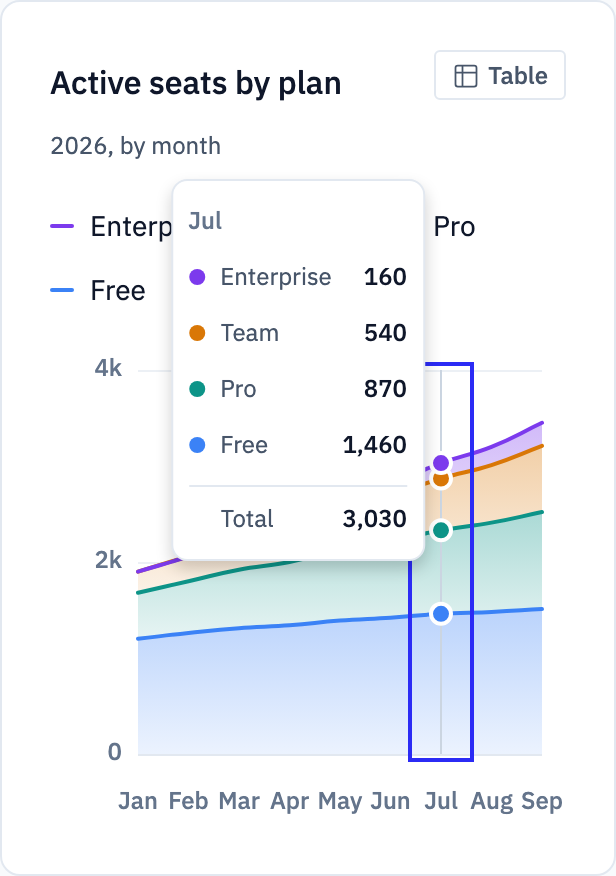 Active seats by plan
Table
2026, by month
Pro
Free
Jul
Enterprise 160
Team 540
Pro 870
Free 1,460
Total 3,030
4k
2k
0
Jan Feb Mar Apr May Jun Jul Aug Sep